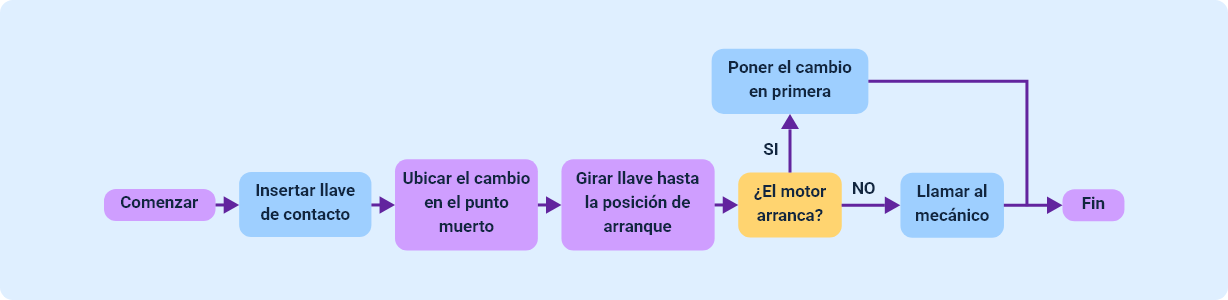 Comenzar
Insertar llave
de contacto
Ubicar el cambio
en el punto
muerto
Girar llave hasta
la posición de
arranque
¿El motor
arranca?
SI
Poner el cambio
en primera
NO
Llamar al
mecánico
Fin